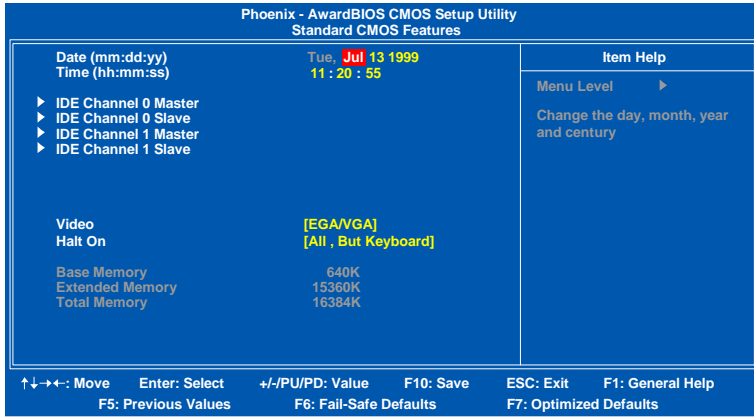 Phoenix - AwardBIOS CMOS Setup Utility
Standard CMOS Features
Date (mm:dd:yy) Tue, Jul 13 1999
Time (hh:mm:ss) 11 : 20 : 55
IDE Channel 0 Master
IDE Channel 0 Slave
IDE Channel 1 Master
IDE Channel 1 Slave
Video [EGA/VGA]
Halt On [All , But Keyboard]
Base Memory 640K
Extended Memory 15360K
Total Memory 16384K
Item Help
Menu Level
Change the day, month, year
and century
↑↓→←: Move Enter: Select +/-/PU/PD: Value F10: Save ESC: Exit F1: General Help
F5: Previous Values F6: Fail-Safe Defaults F7: Optimized Defaults